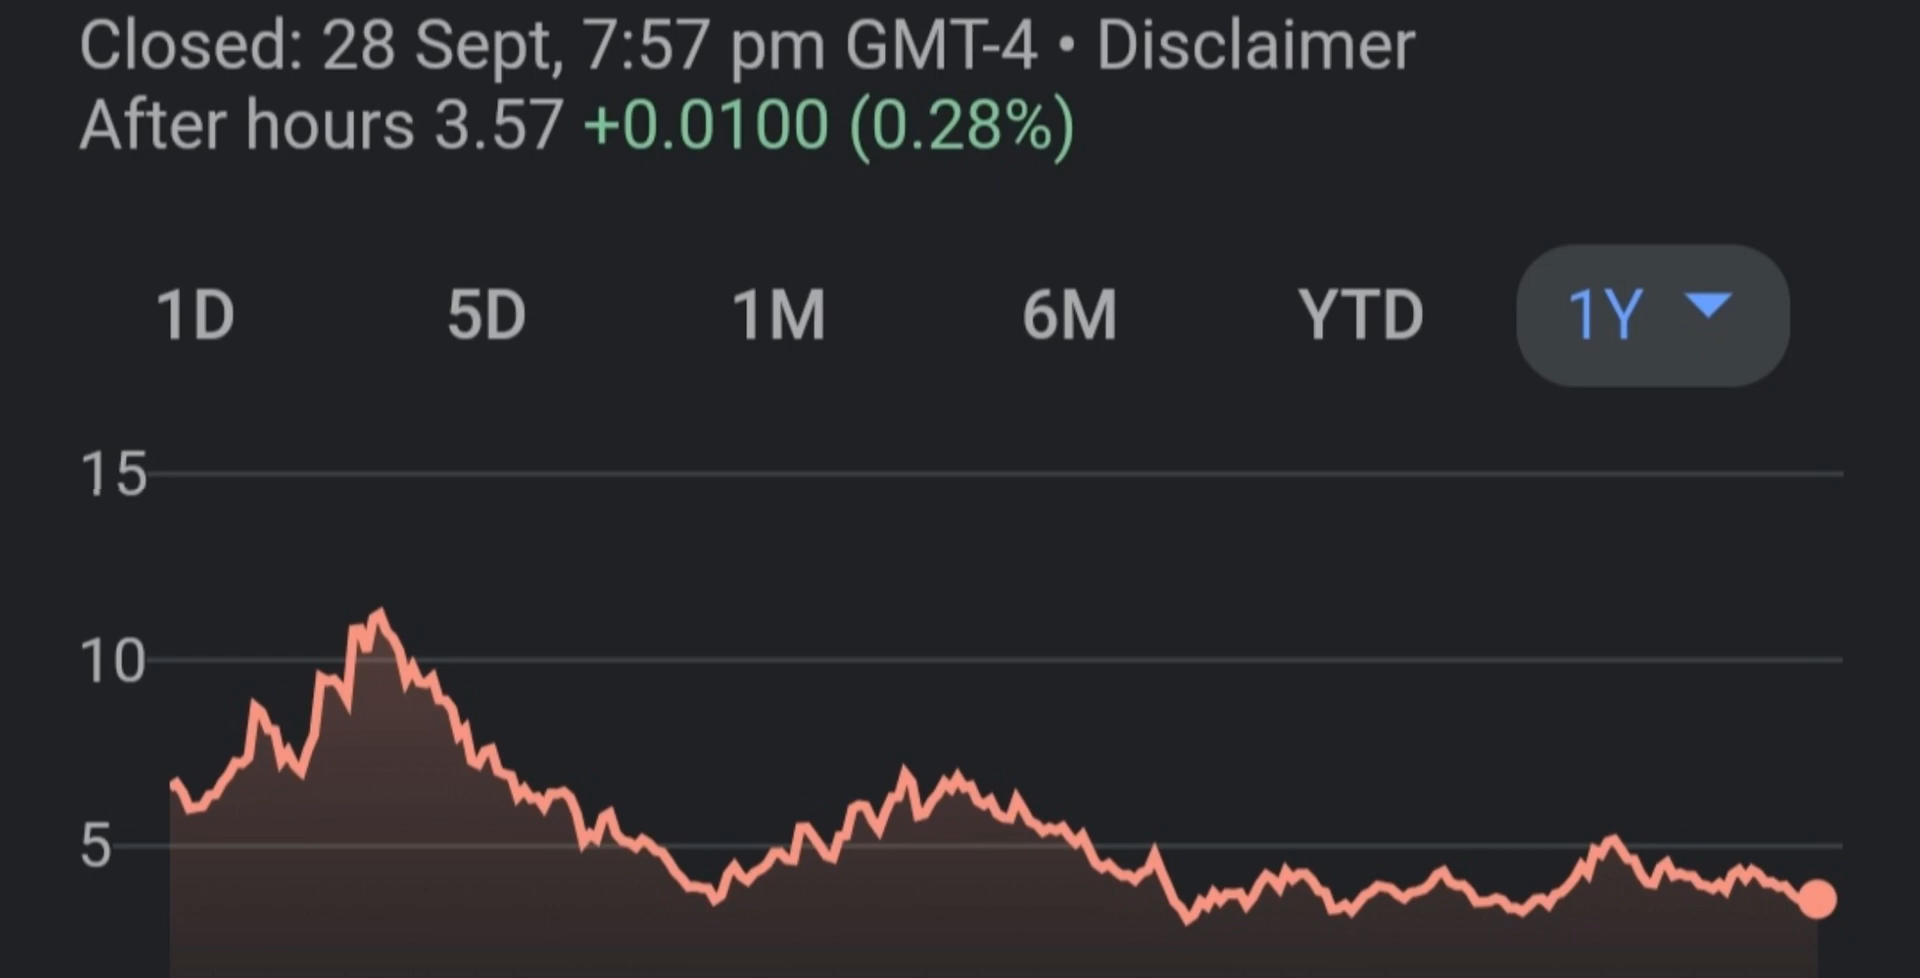 Closed: 28 Sept, 7:57 pm GMT-4 • Disclaimer
After hours 3.57 +0.0100 (0.28%)
1D 5D 1M 6M YTD 1Y
15
10
5